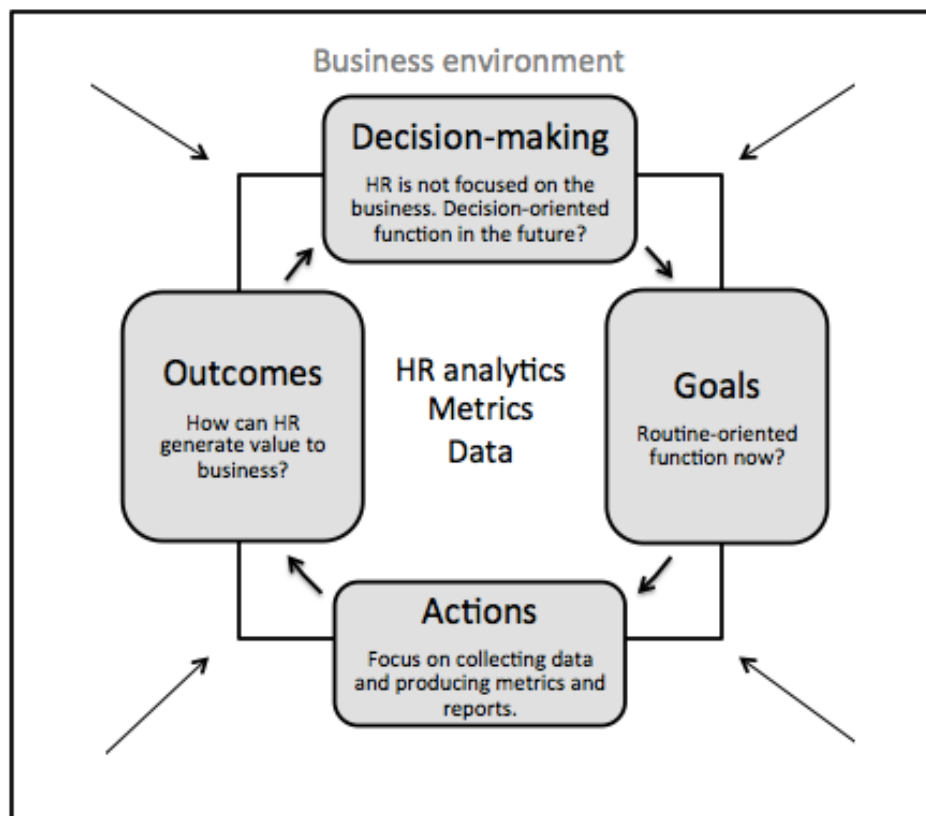 Business environment
Decision-making
HR is not focused on the
business. Decision-oriented
function in the future?
Outcomes
How can HR
generate value to
business?
HR analytics
Metrics
Data
Goals
Routine-oriented
function now?
Actions
Focus on collecting data
and producing metrics and
reports.